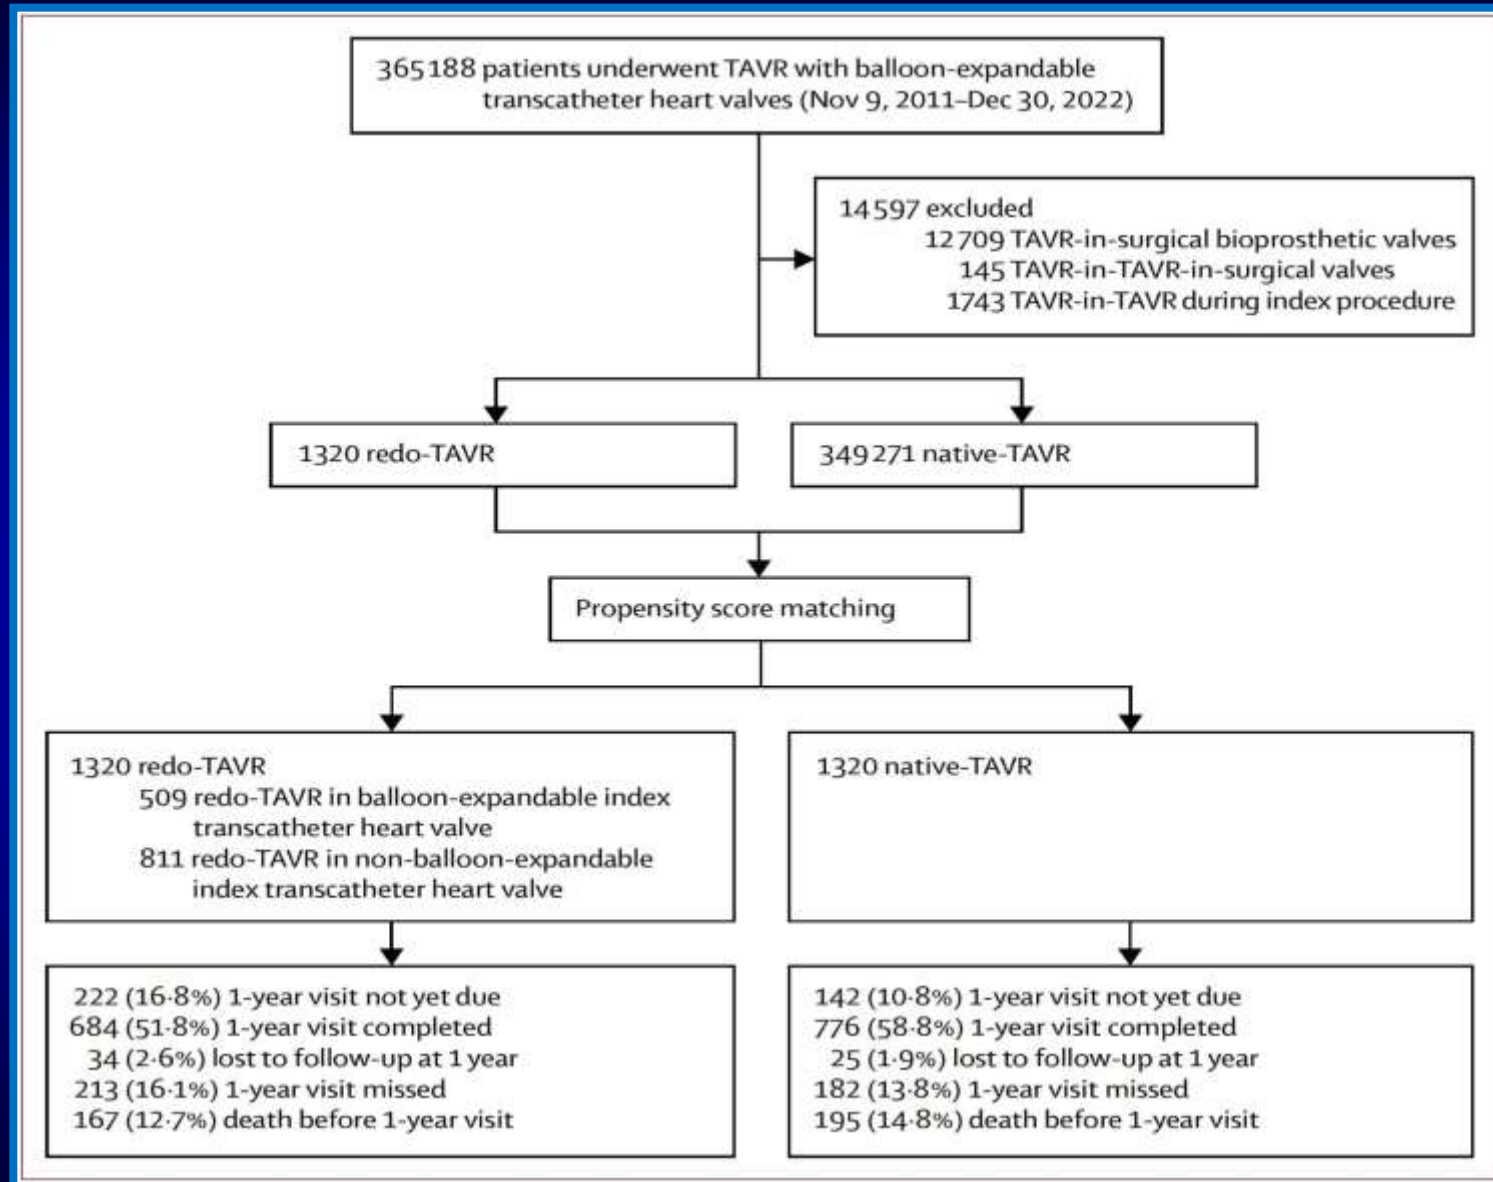 365188 patients underwent TAVR with balloon-expandable
transcatheter heart valves (Nov 9, 2011–Dec 30, 2022)
14597 excluded
12709 TAVR-in-surgical bioprosthetic valves
145 TAVR-in-TAVR-in-surgical valves
1743 TAVR-in-TAVR during index procedure
1320 redo-TAVR
349271 native-TAVR
Propensity score matching
1320 redo-TAVR
509 redo-TAVR in balloon-expandable index
transcatheter heart valve
811 redo-TAVR in non-balloon-expandable
index transcatheter heart valve
1320 native-TAVR
222 (16·8%) 1-year visit not yet due
684 (51·8%) 1-year visit completed
34 (2·6%) lost to follow-up at 1 year
213 (16·1%) 1-year visit missed
167 (12·7%) death before 1-year visit
142 (10·8%) 1-year visit not yet due
776 (58·8%) 1-year visit completed
25 (1·9%) lost to follow-up at 1 year
182 (13·8%) 1-year visit missed
195 (14·8%) death before 1-year visit